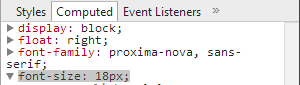 Styles Computed Event Listeners
display: block;
float: right;
font-family: proxima-nova, sans-
serif;
font-size: 18px;